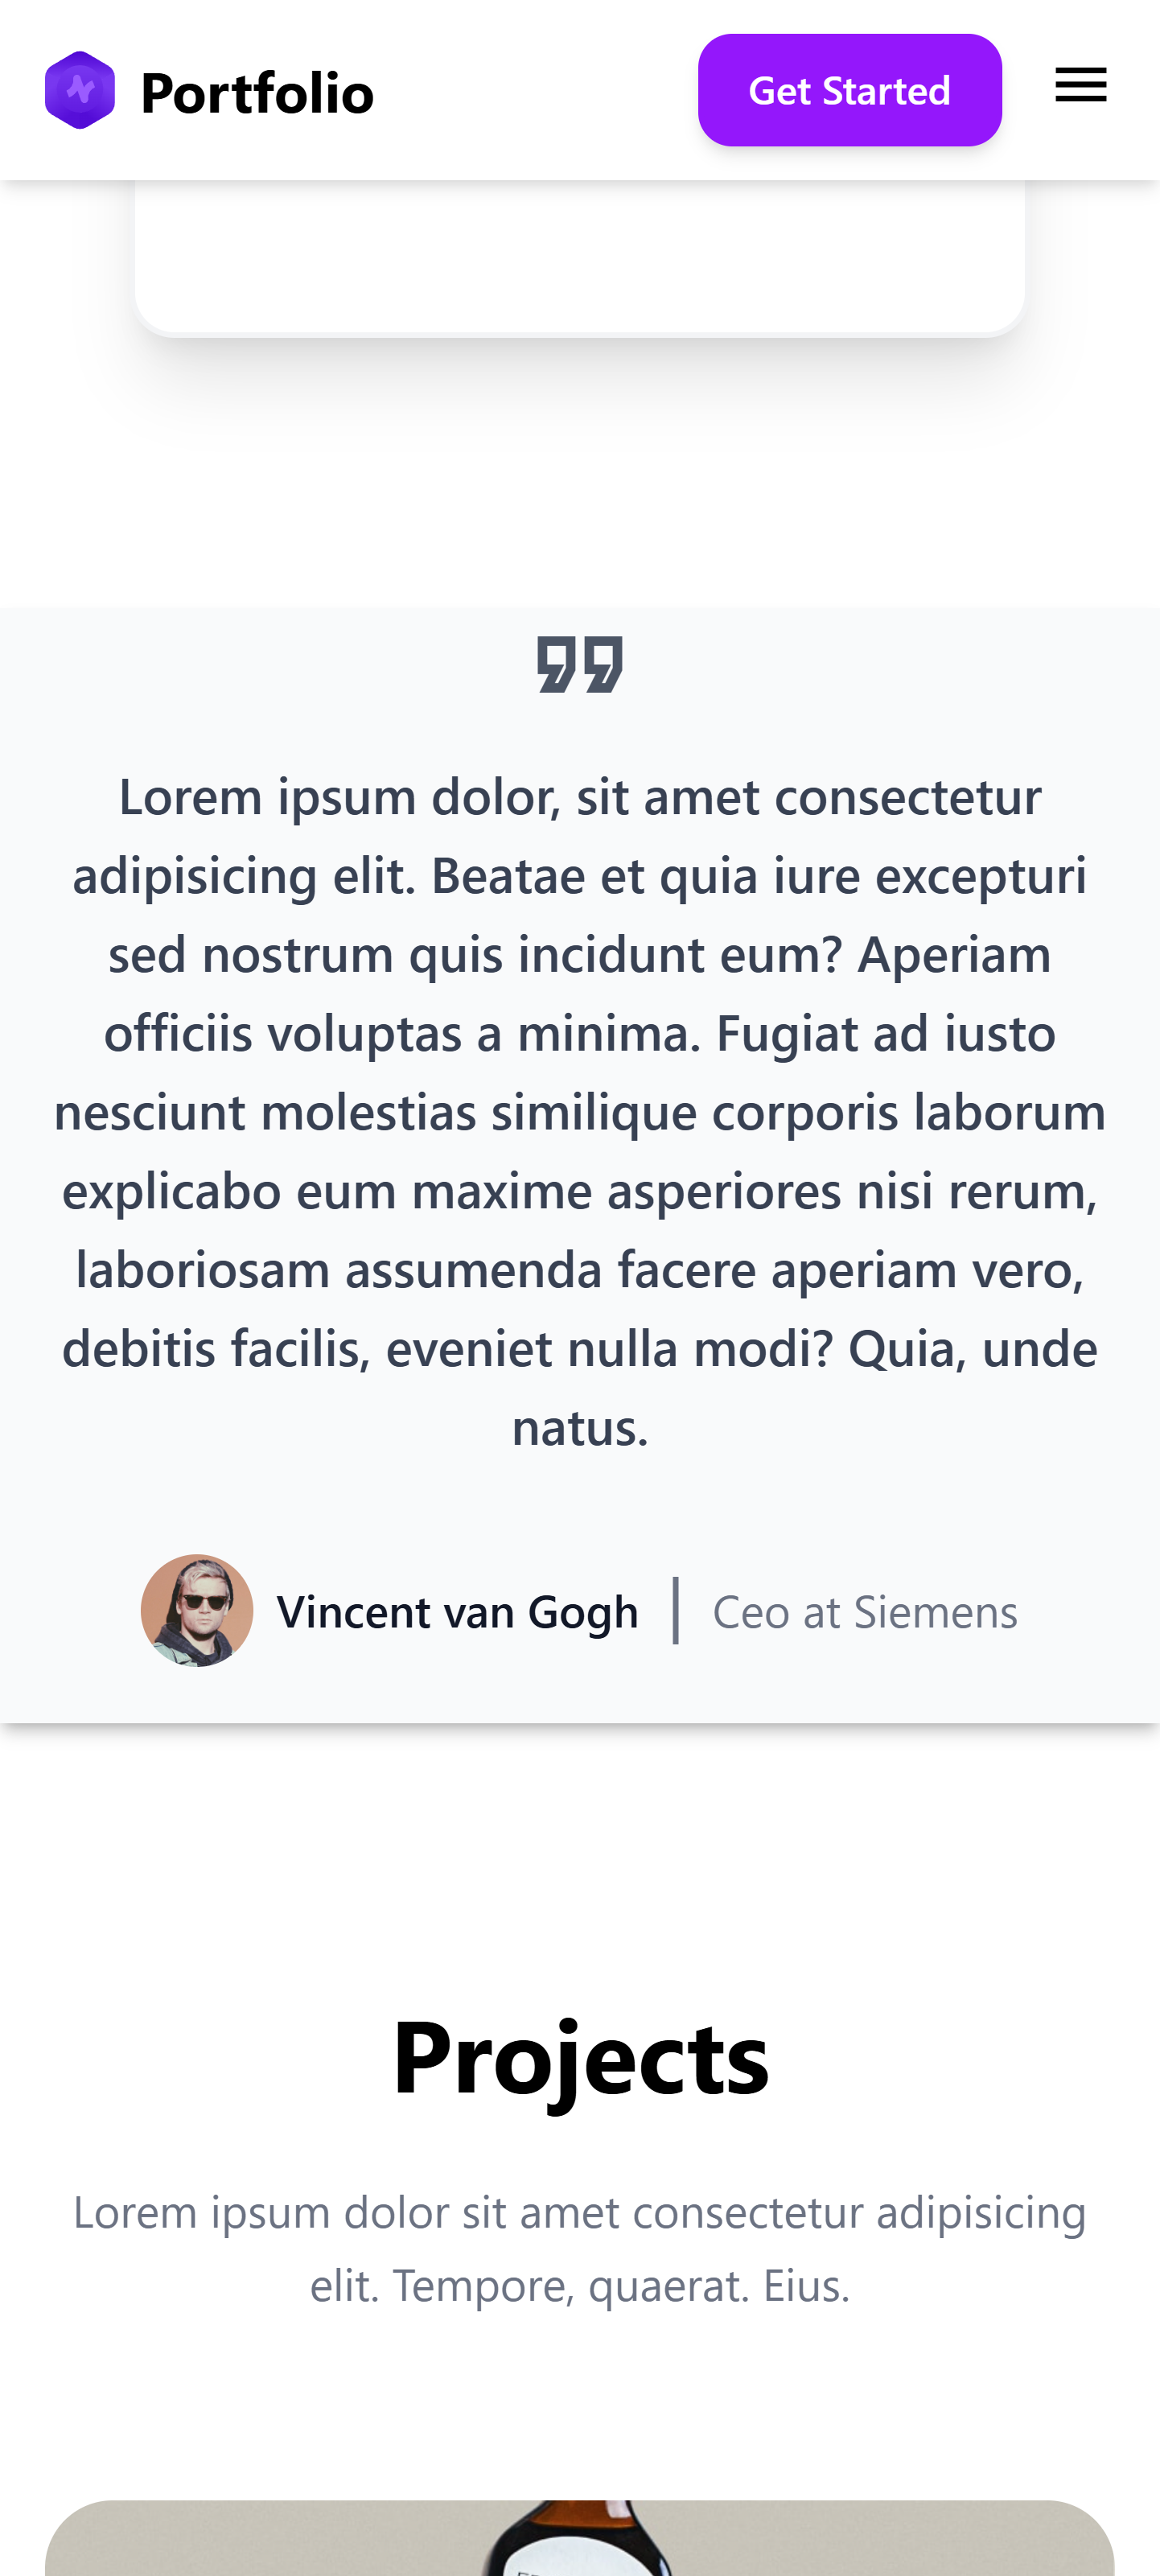 Portfolio
Get Started
Lorem ipsum dolor, sit amet consectetur
adipisicing elit. Beatae et quia iure excepturi
sed nostrum quis incidunt eum? Aperiam
officiis voluptas a minima. Fugiat ad iusto
nesciunt molestias similique corporis laborum
explicabo eum maxime asperiores nisi rerum,
laboriosam assumenda facere aperiam vero,
debitis facilis, eveniet nulla modi? Quia, unde
natus.
Vincent van Gogh
Ceo at Siemens
Projects
Lorem ipsum dolor sit amet consectetur adipisicing
elit. Tempore, quaerat. Eius.